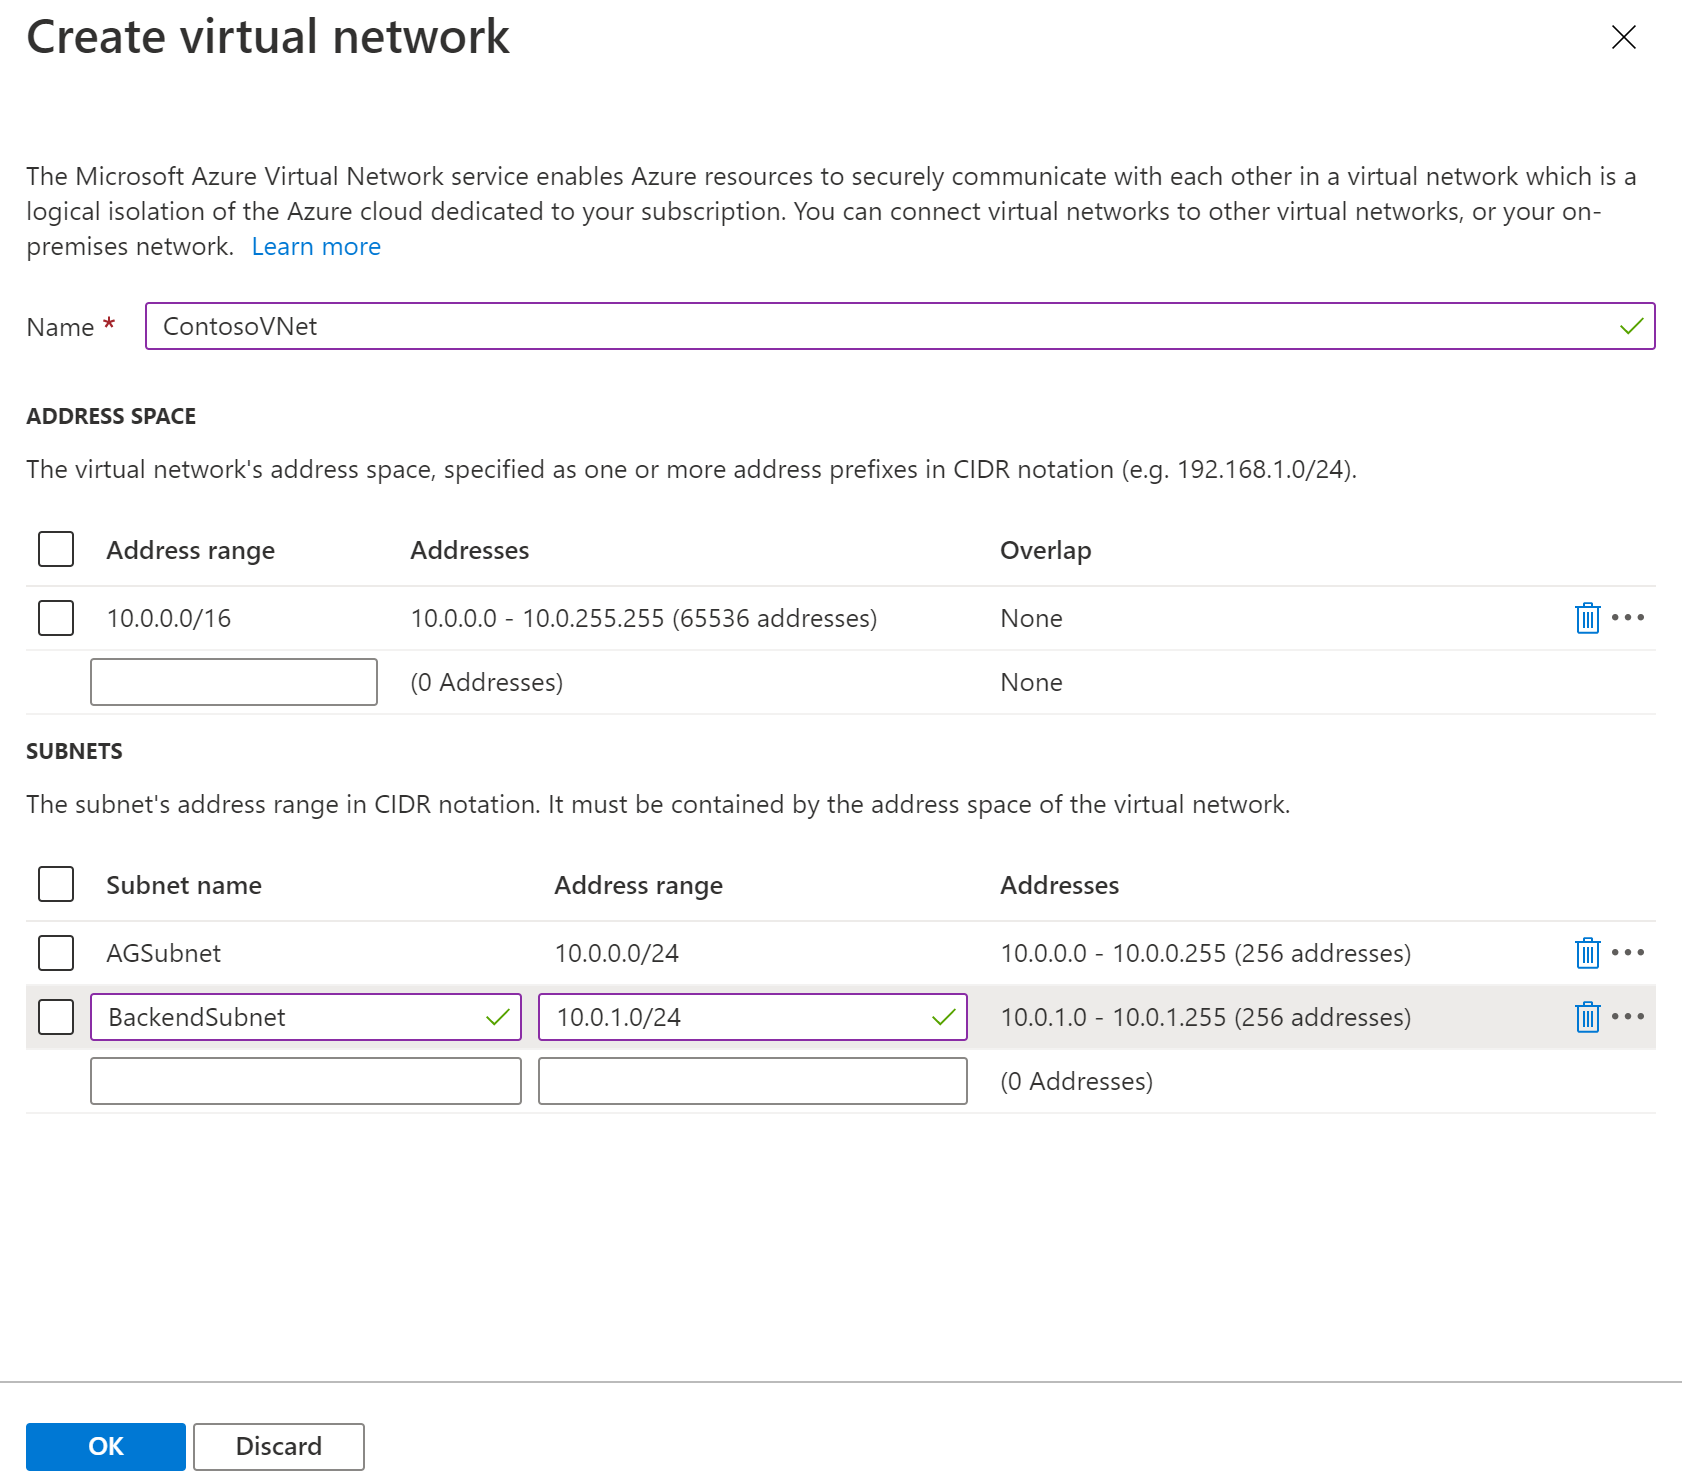 Create virtual network
The Microsoft Azure Virtual Network service enables Azure resources to securely communicate with each other in a virtual network which is a
logical isolation of the Azure cloud dedicated to your subscription. You can connect virtual networks to other virtual networks, or your on-
premises network. Learn more
Name * ContosoVNet
ADDRESS SPACE
The virtual network's address space, specified as one or more address prefixes in CIDR notation (e.g. 192.168.1.0/24).
Address range Addresses Overlap
10.0.0.0/16 10.0.0.0 - 10.0.255.255 (65536 addresses) None
(0 Addresses) None
SUBNETS
The subnet's address range in CIDR notation. It must be contained by the address space of the virtual network.
Subnet name Address range Addresses
AGSubnet 10.0.0.0/24 10.0.0.0 - 10.0.0.255 (256 addresses)
BackendSubnet 10.0.1.0/24 10.0.1.0 - 10.0.1.255 (256 addresses)
(0 Addresses)
OK Discard